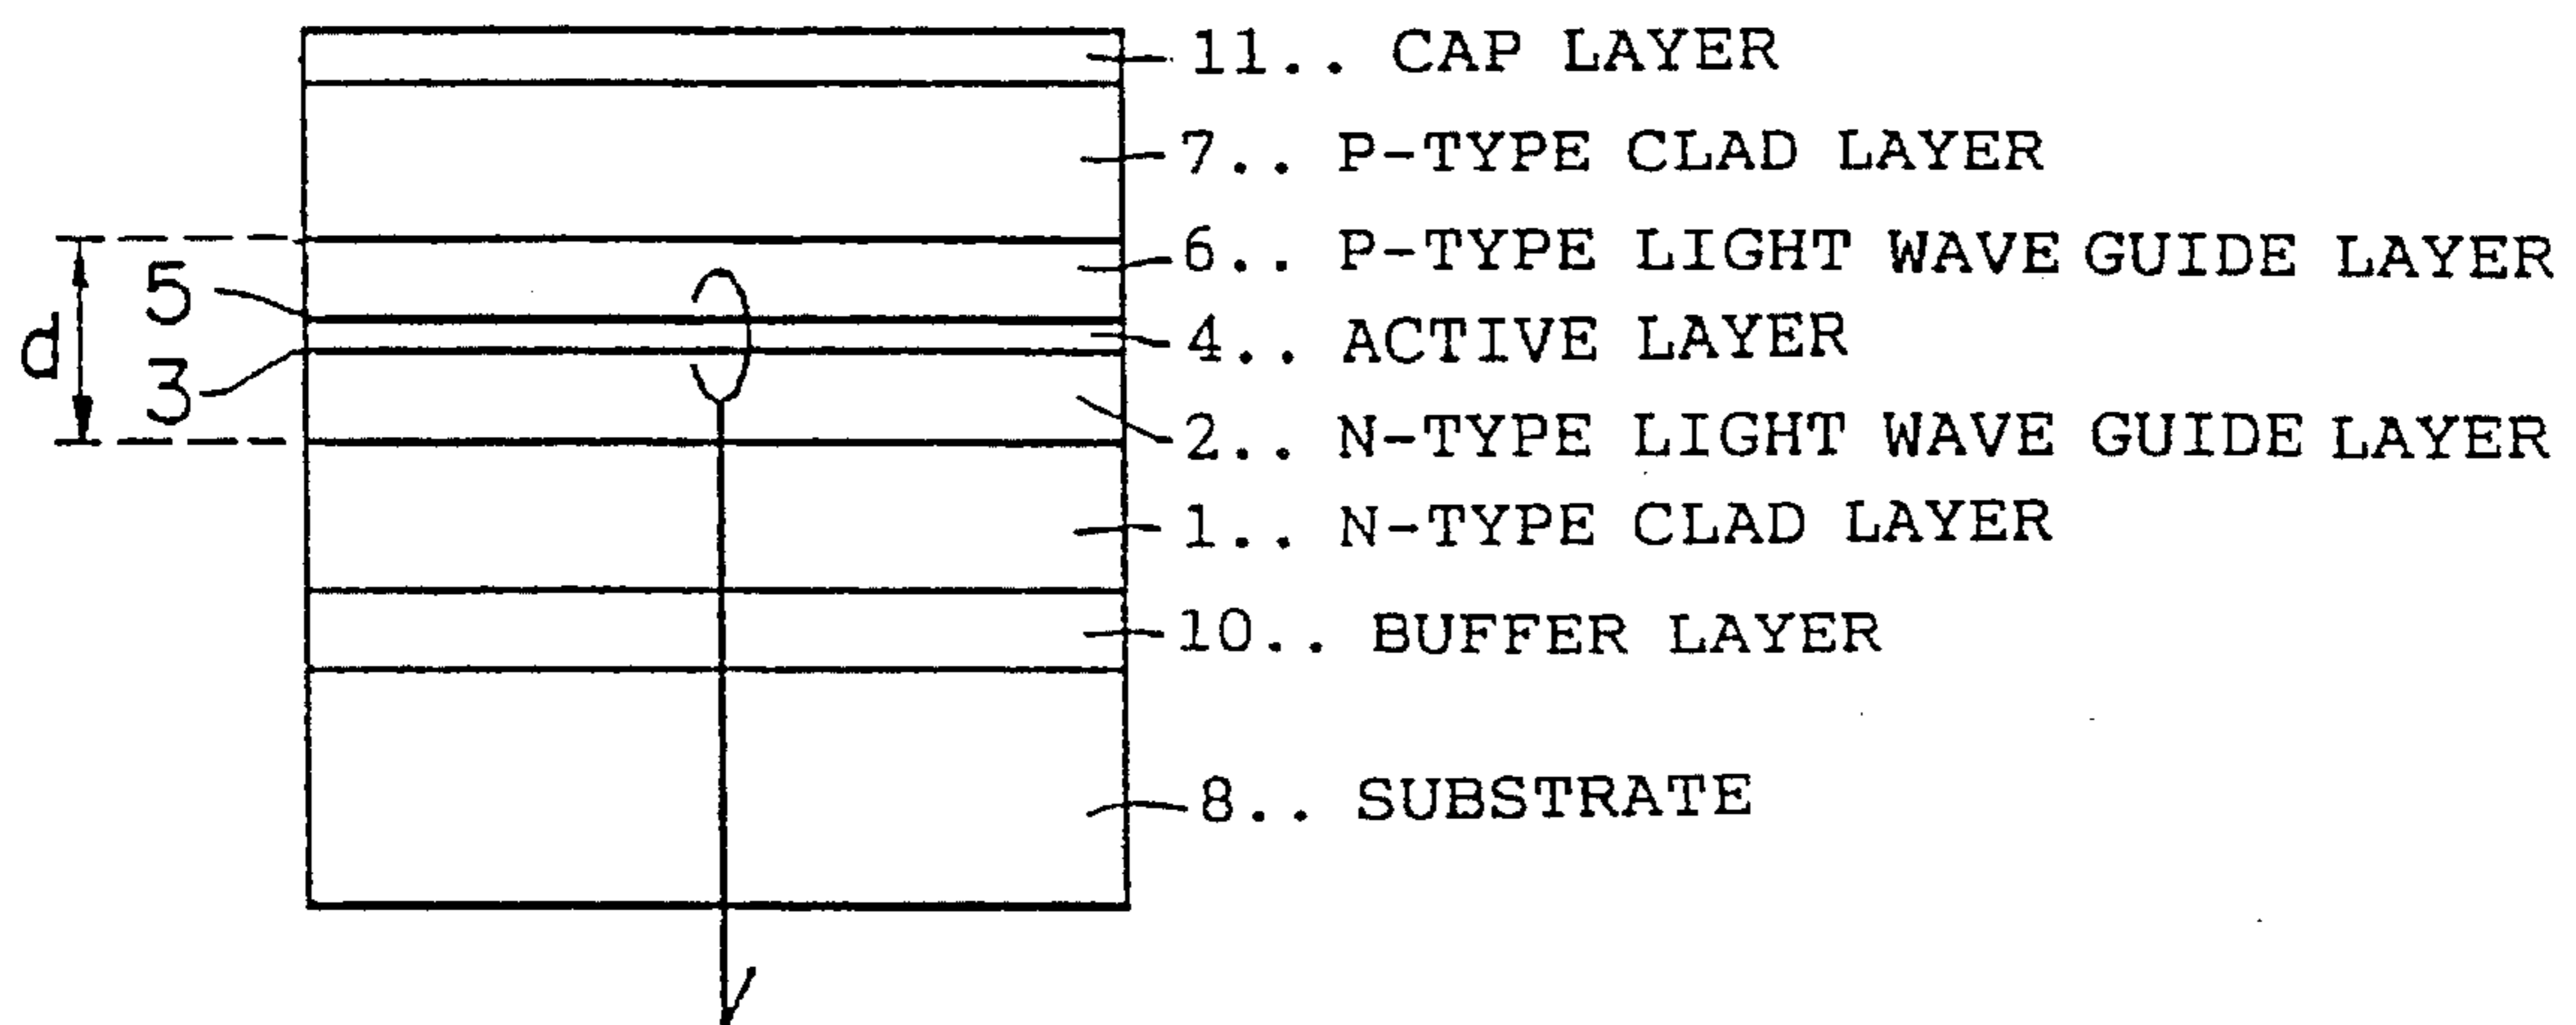 11.. CAP LAYER
7.. P-TYPE CLAD LAYER
6.. P-TYPE LIGHT WAVE GUIDE LAYER
5
d
4.. ACTIVE LAYER
3
2.. N-TYPE LIGHT WAVE GUIDE LAYER
1.. N-TYPE CLAD LAYER
10.. BUFFER LAYER
8.. SUBSTRATE